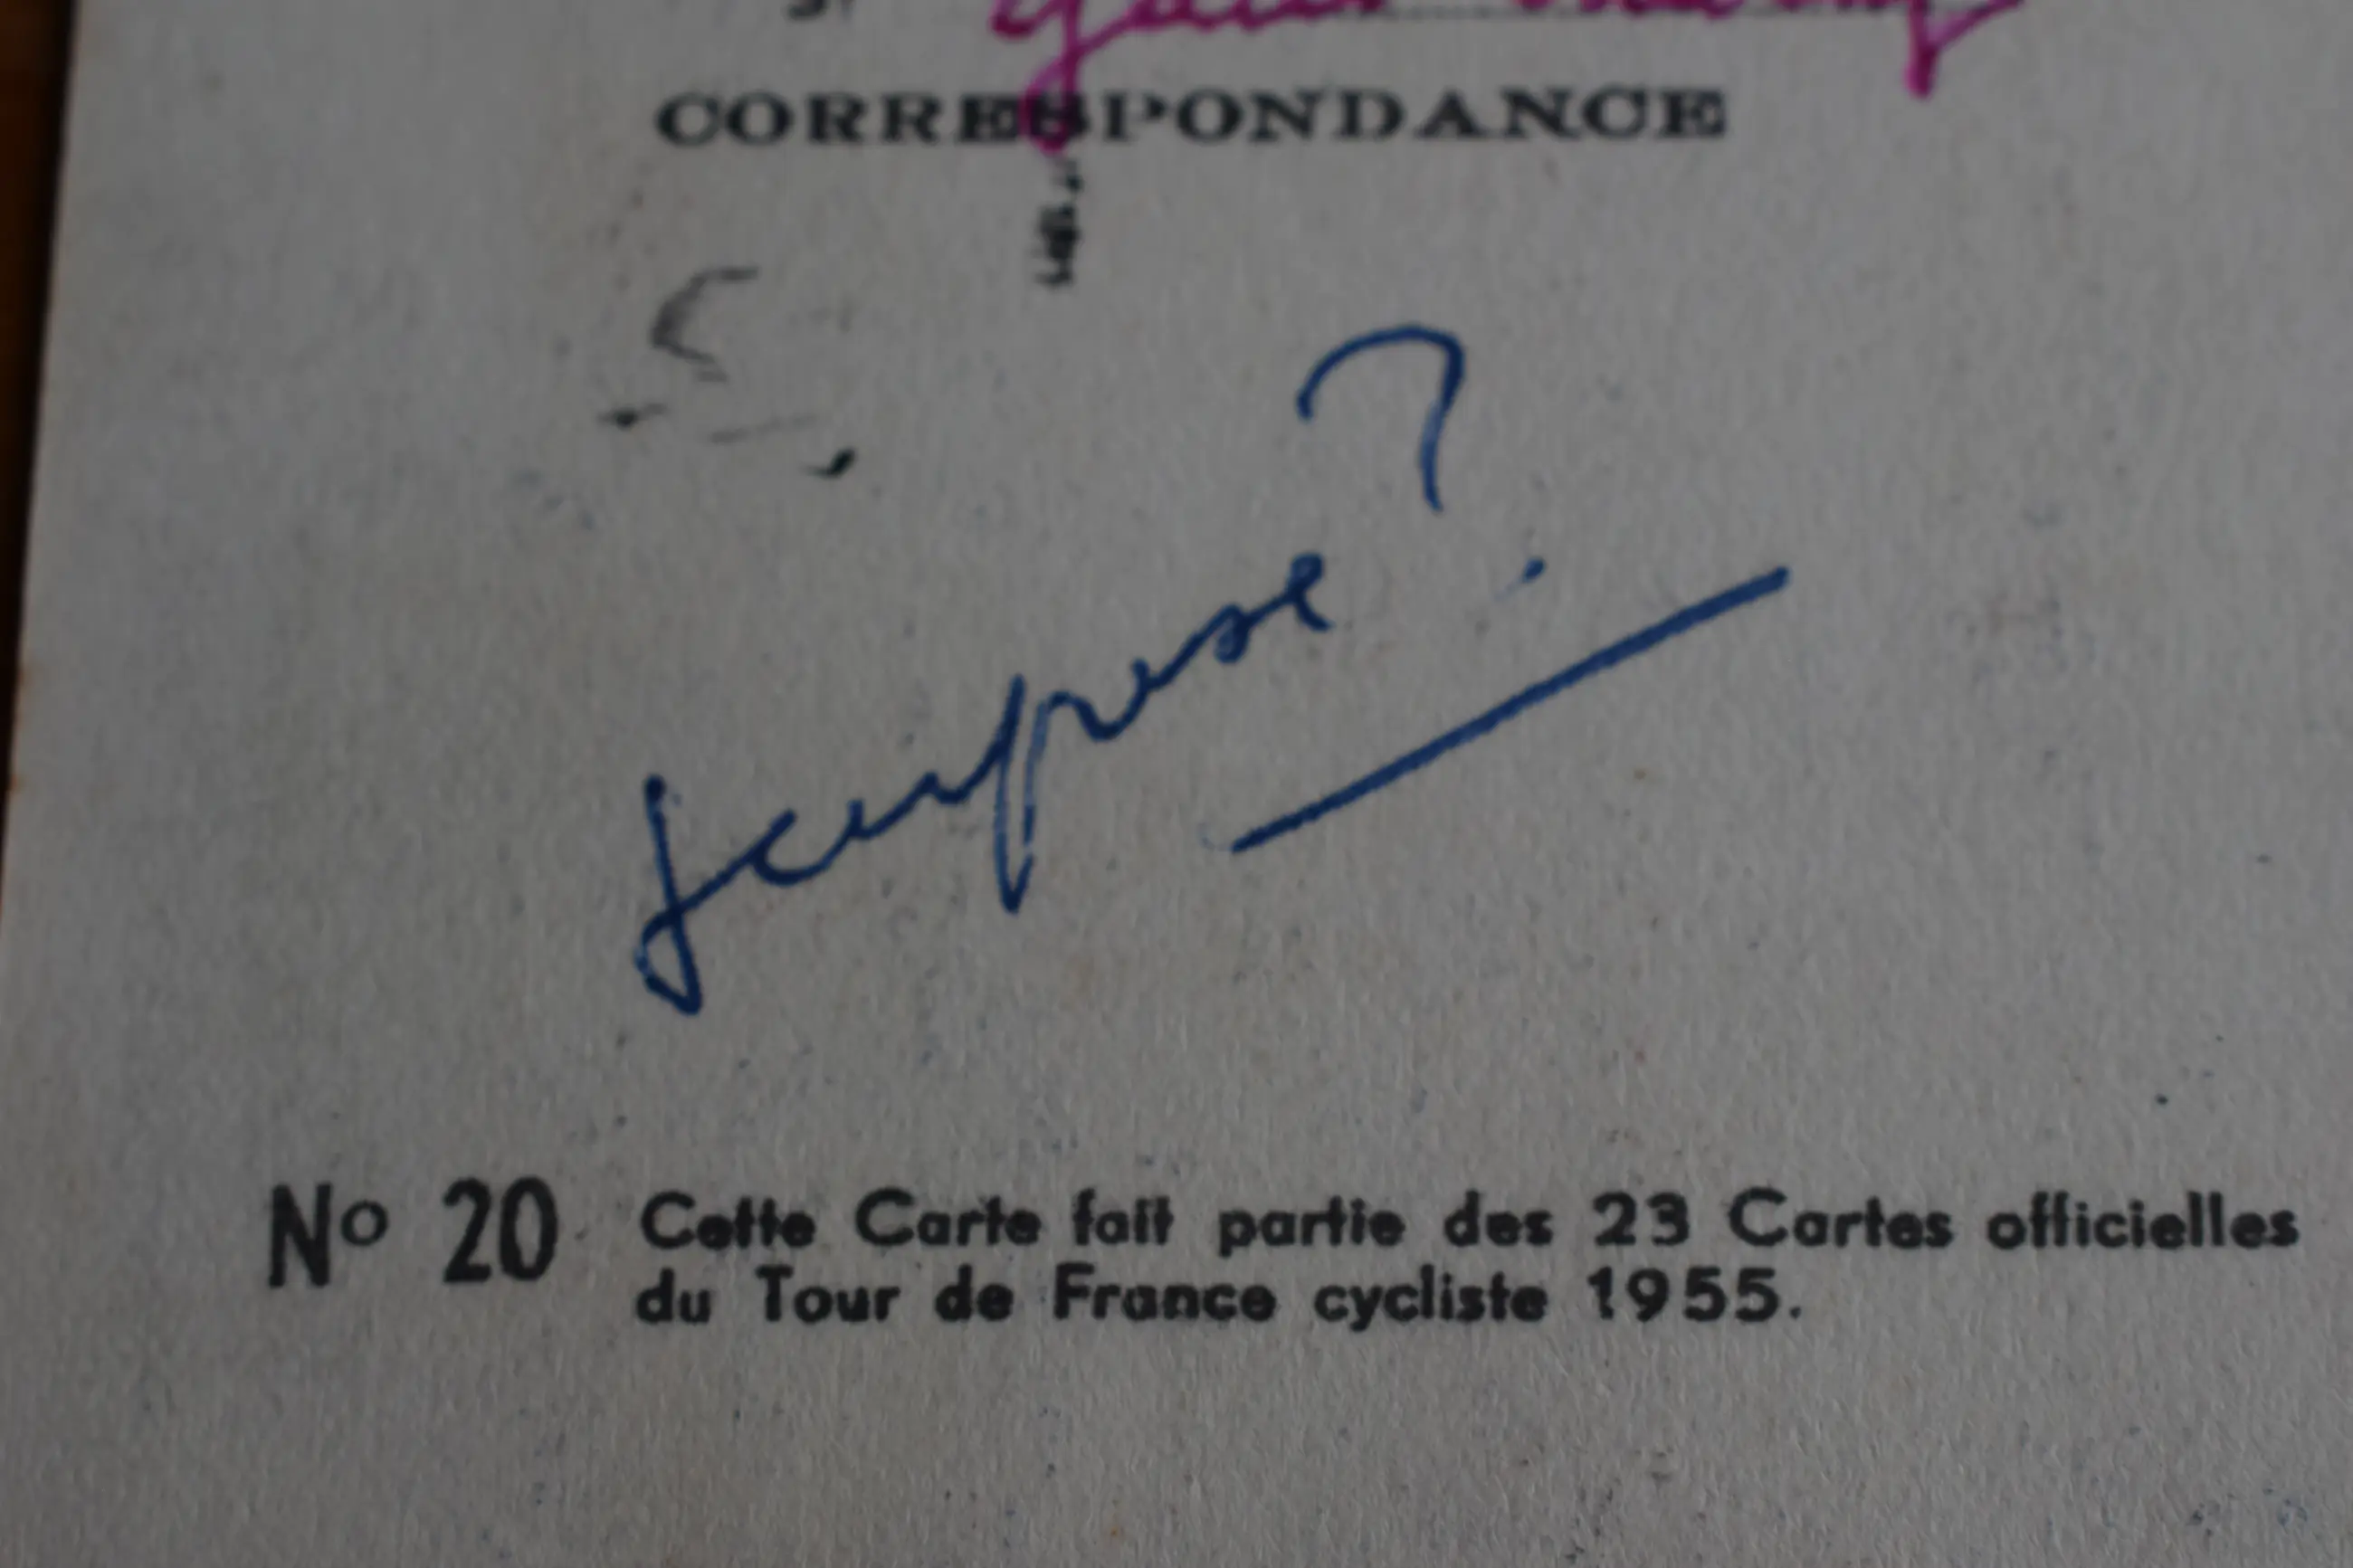 CORRESPONDANCE
?
No 20 Cette Carte fait partie des 23 Cartes officielles
du Tour de France cycliste 1955.